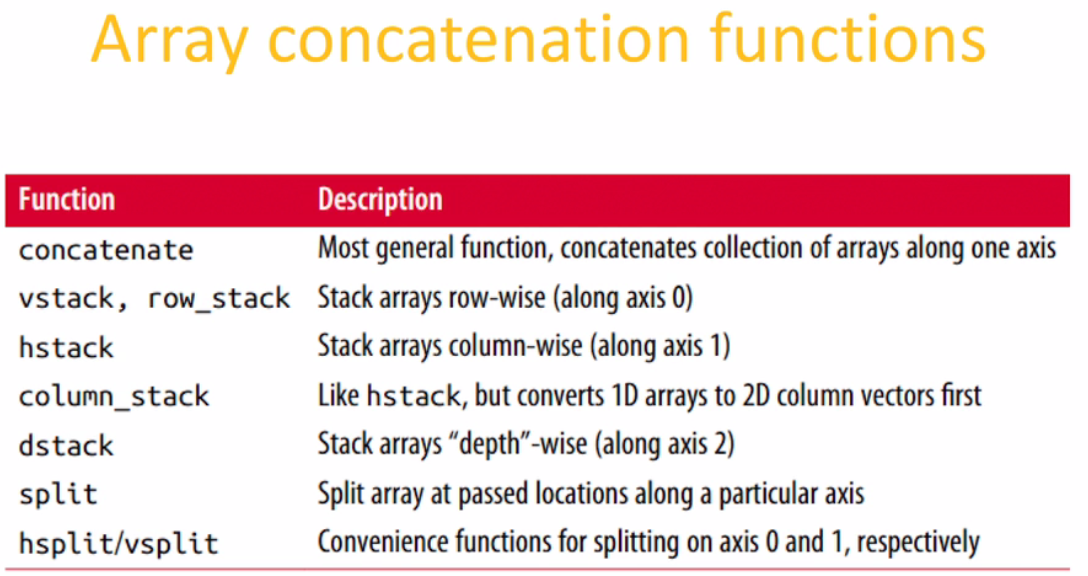 Array concatenation functions
Function Description
concatenate Most general function, concatenates collection of arrays along one axis
vstack, row_stack Stack arrays row-wise (along axis 0)
hstack Stack arrays column-wise (along axis 1)
column_stack Like hstack, but converts 1D arrays to 2D column vectors first
dstack Stack arrays “depth”-wise (along axis 2)
split Split array at passed locations along a particular axis
hsplit/vsplit Convenience functions for splitting on axis 0 and 1, respectively